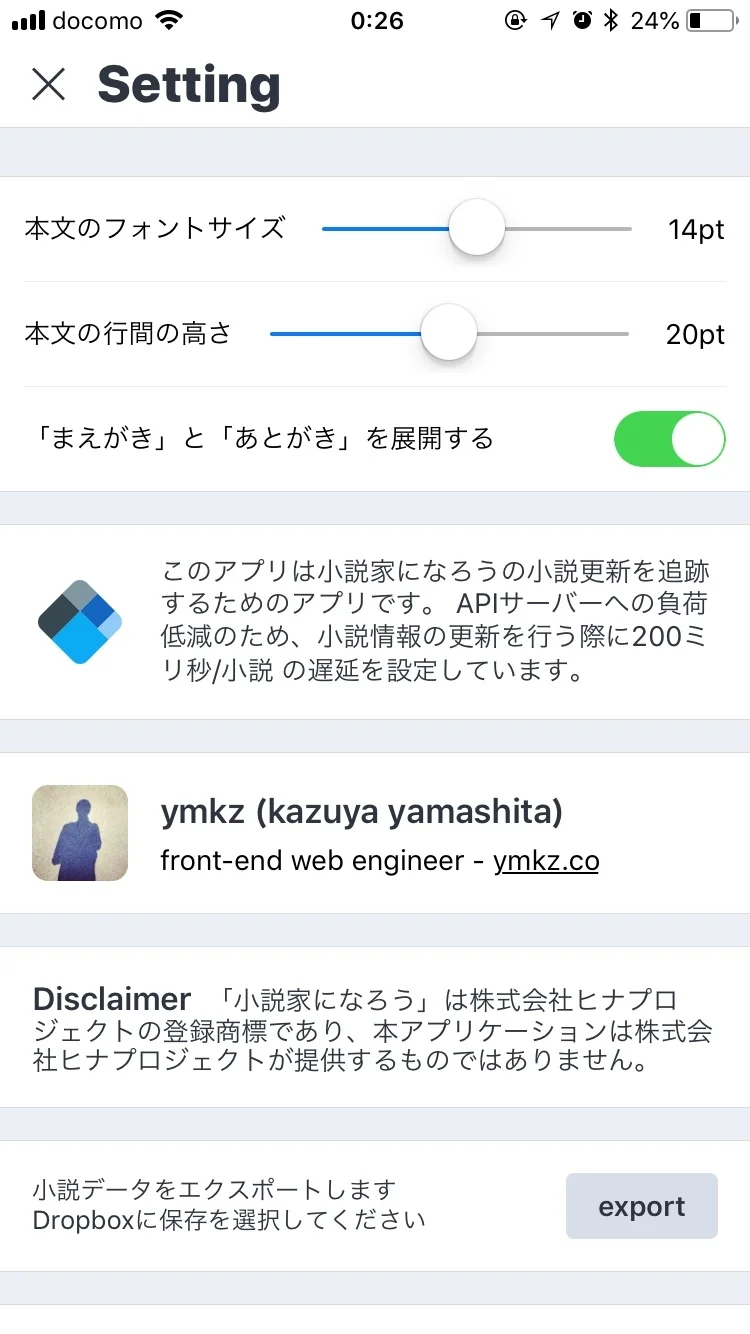 docomo 0:26 24%
Setting
本文のフォントサイズ 14pt
本文の行間の高さ 20pt
「まえがき」と「あとがき」を展開する
このアプリは小説家になろうの小説更新を追跡
するためのアプリです。 APIサーバーへの負荷
低減のため、小説情報の更新を行う際に200ミ
リ秒/小説 の遅延を設定しています。
ymkz (kazuya yamashita)
front-end web engineer - ymkz.co
Disclaimer 「小説家になろう」は株式会社ヒナプロ
ジェクトの登録商標であり、本アプリケーションは株式会
社ヒナプロジェクトが提供するものではありません。
小説データをエクスポートします
Dropboxに保存を選択してください
export